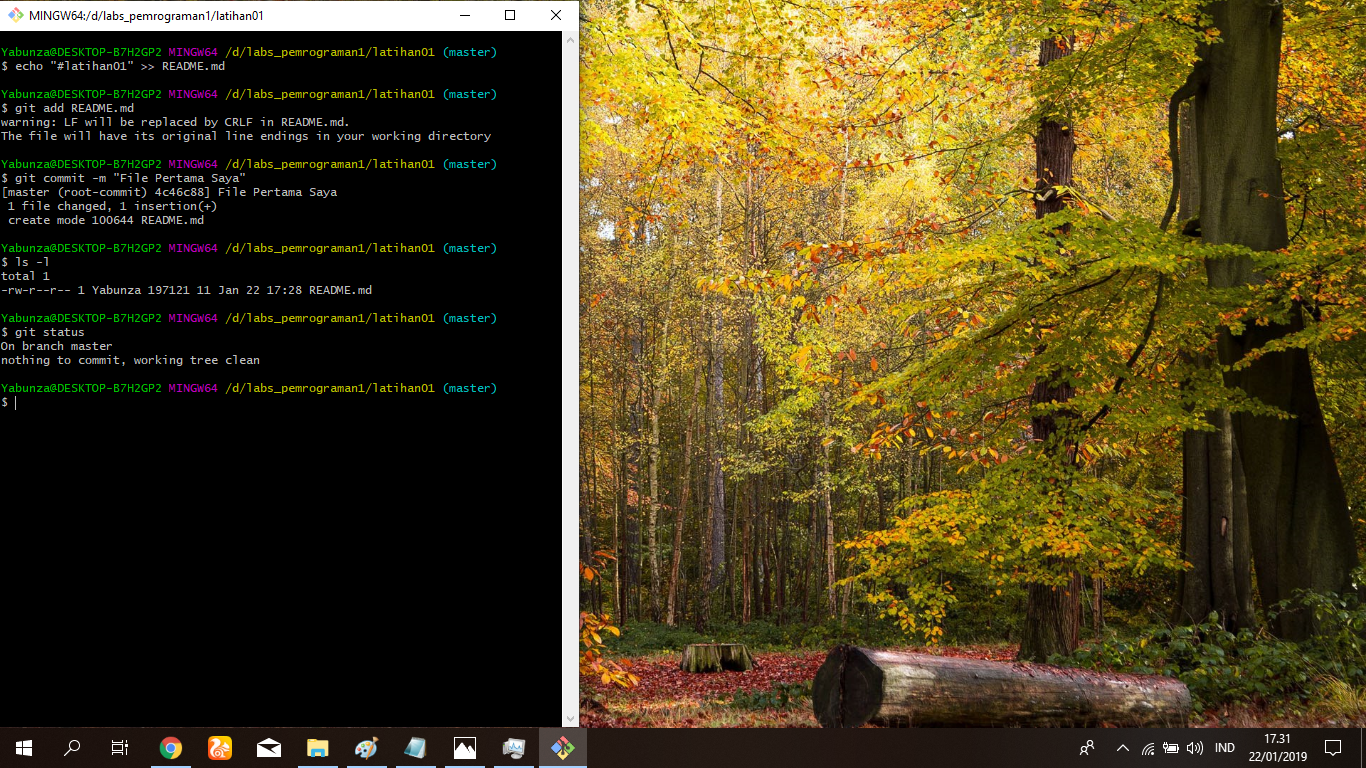 MINGW64:/d/labs_pemrograman1/latihan01
Yabunza@DESKTOP-B7H2GP2 MINGW64 /d/labs_pemrograman1/latihan01 (master)
$ echo "#latihan01" >> README.md
Yabunza@DESKTOP-B7H2GP2 MINGW64 /d/labs_pemrograman1/latihan01 (master)
$ git add README.md
warning: LF will be replaced by CRLF in README.md.
The file will have its original line endings in your working directory
Yabunza@DESKTOP-B7H2GP2 MINGW64 /d/labs_pemrograman1/latihan01 (master)
$ git commit -m "File Pertama Saya"
[master (root-commit) 4c46c88] File Pertama Saya
 1 file changed, 1 insertion(+)
 create mode 100644 README.md
Yabunza@DESKTOP-B7H2GP2 MINGW64 /d/labs_pemrograman1/latihan01 (master)
$ ls -l
total 1
-rw-r--r-- 1 Yabunza 197121 11 Jan 22 17:28 README.md
Yabunza@DESKTOP-B7H2GP2 MINGW64 /d/labs_pemrograman1/latihan01 (master)
$ git status
On branch master
nothing to commit, working tree clean
Yabunza@DESKTOP-B7H2GP2 MINGW64 /d/labs_pemrograman1/latihan01 (master)
$
IND
17.31
22/01/2019